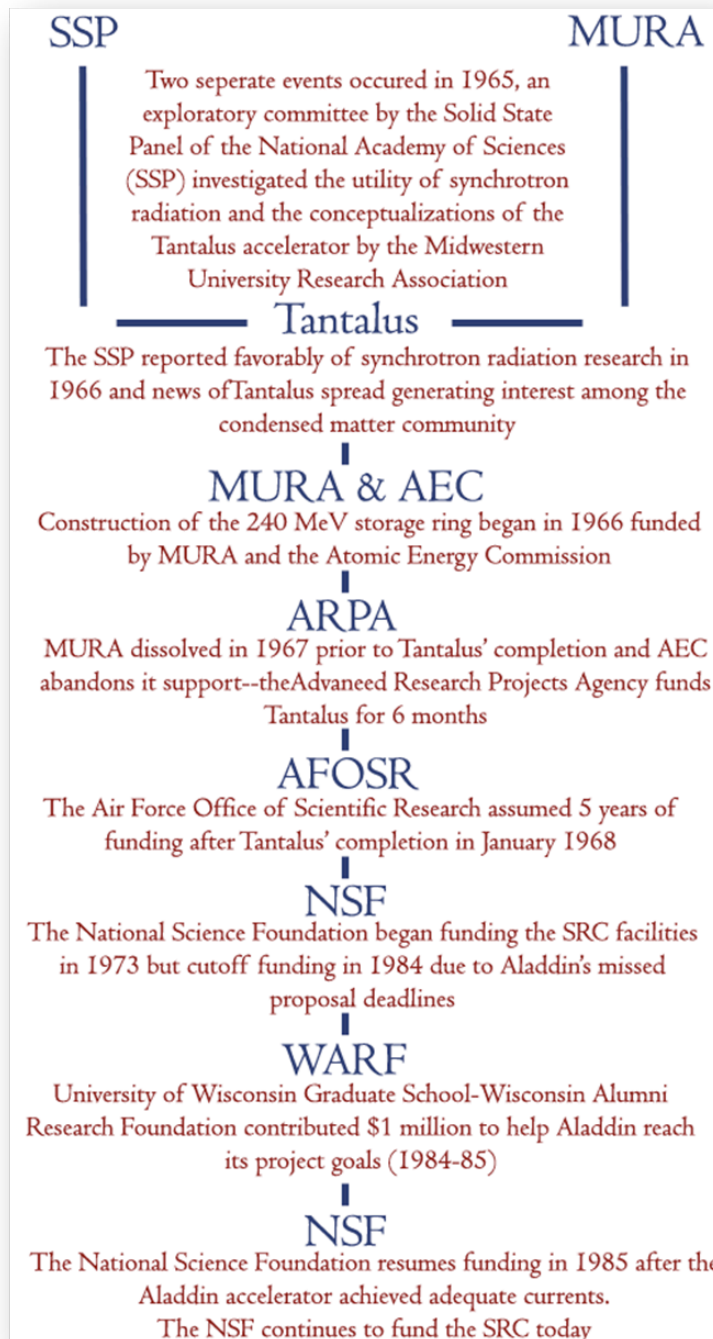 SSP MURA
Two seperate events occured in 1965, an
exploratory committee by the Solid State
Panel of the National Academy of Sciences
(SSP) investigated the utility of synchrotron
radiation and the conceptualizations of the
Tantalus accelerator by the Midwestern
University Research Association
Tantalus
The SSP reported favorably of synchrotron radiation research in
1966 and news ofTantalus spread generating interest among the
condensed matter community
MURA & AEC
Construction of the 240 MeV storage ring began in 1966 funded
by MURA and the Atomic Energy Commission
ARPA
MURA dissolved in 1967 prior to Tantalus' completion and AEC
abandons it support--theAdvaneed Research Projects Agency funds
Tantalus for 6 months
AFOSR
The Air Force Office of Scientific Research assumed 5 years of
funding after Tantalus' completion in January 1968
NSF
The National Science Foundation began funding the SRC facilities
in 1973 but cutoff funding in 1984 due to Aladdin's missed
proposal deadlines
WARF
University of Wisconsin Graduate School-Wisconsin Alumni
Research Foundation contributed $1 million to help Aladdin reach
its project goals (1984-85)
NSF
The National Science Foundation resumes funding in 1985 after the
Aladdin accelerator achieved adequate currents.
The NSF continues to fund the SRC today